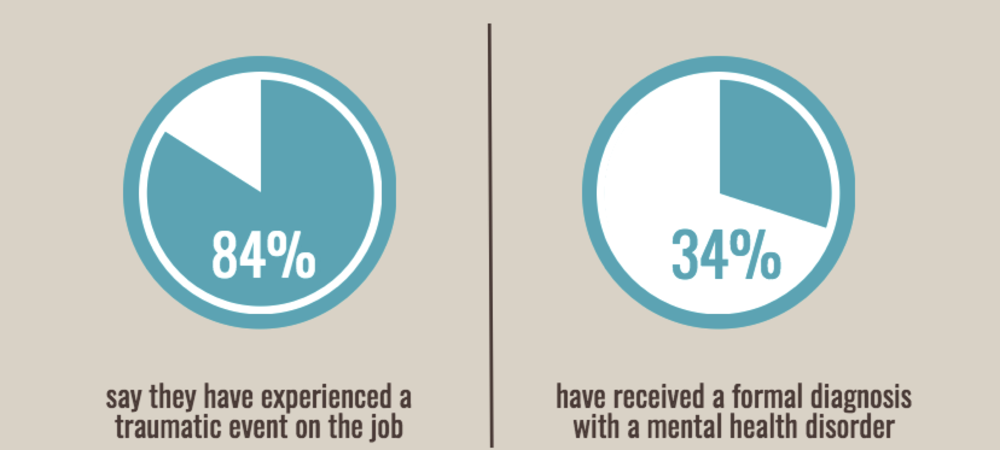 84%
say they have experienced a
traumatic event on the job
34%
have received a formal diagnosis
with a mental health disorder